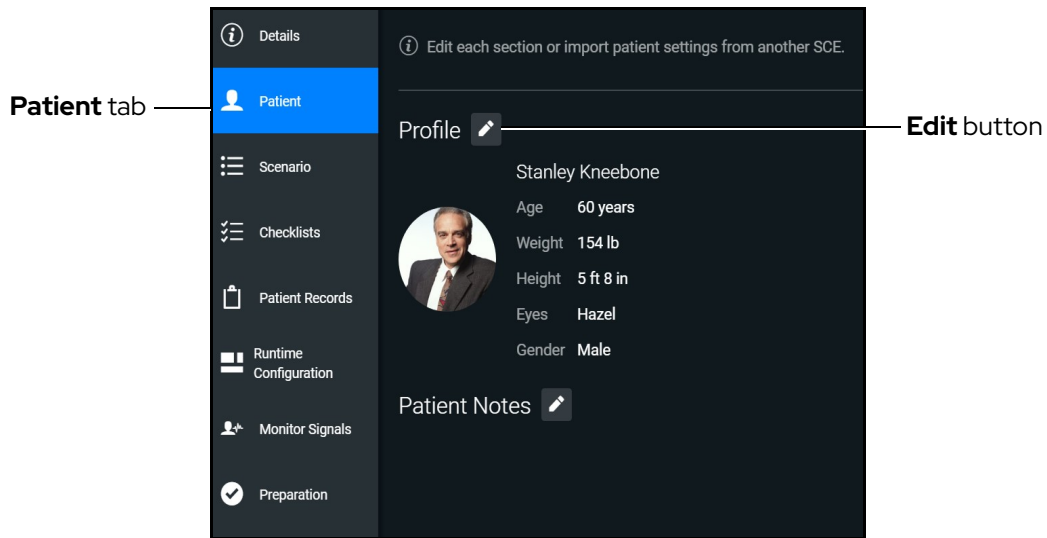 Details
Patient
Scenario
Checklists
Patient Records
Runtime
Configuration
Monitor Signals
Preparation
Patient tab
Edit each section or import patient settings from another SCE.
Profile
Edit button
Stanley Kneebone
Age 60 years
Weight 154 lb
Height 5 ft 8 in
Eyes Hazel
Gender Male
Patient Notes